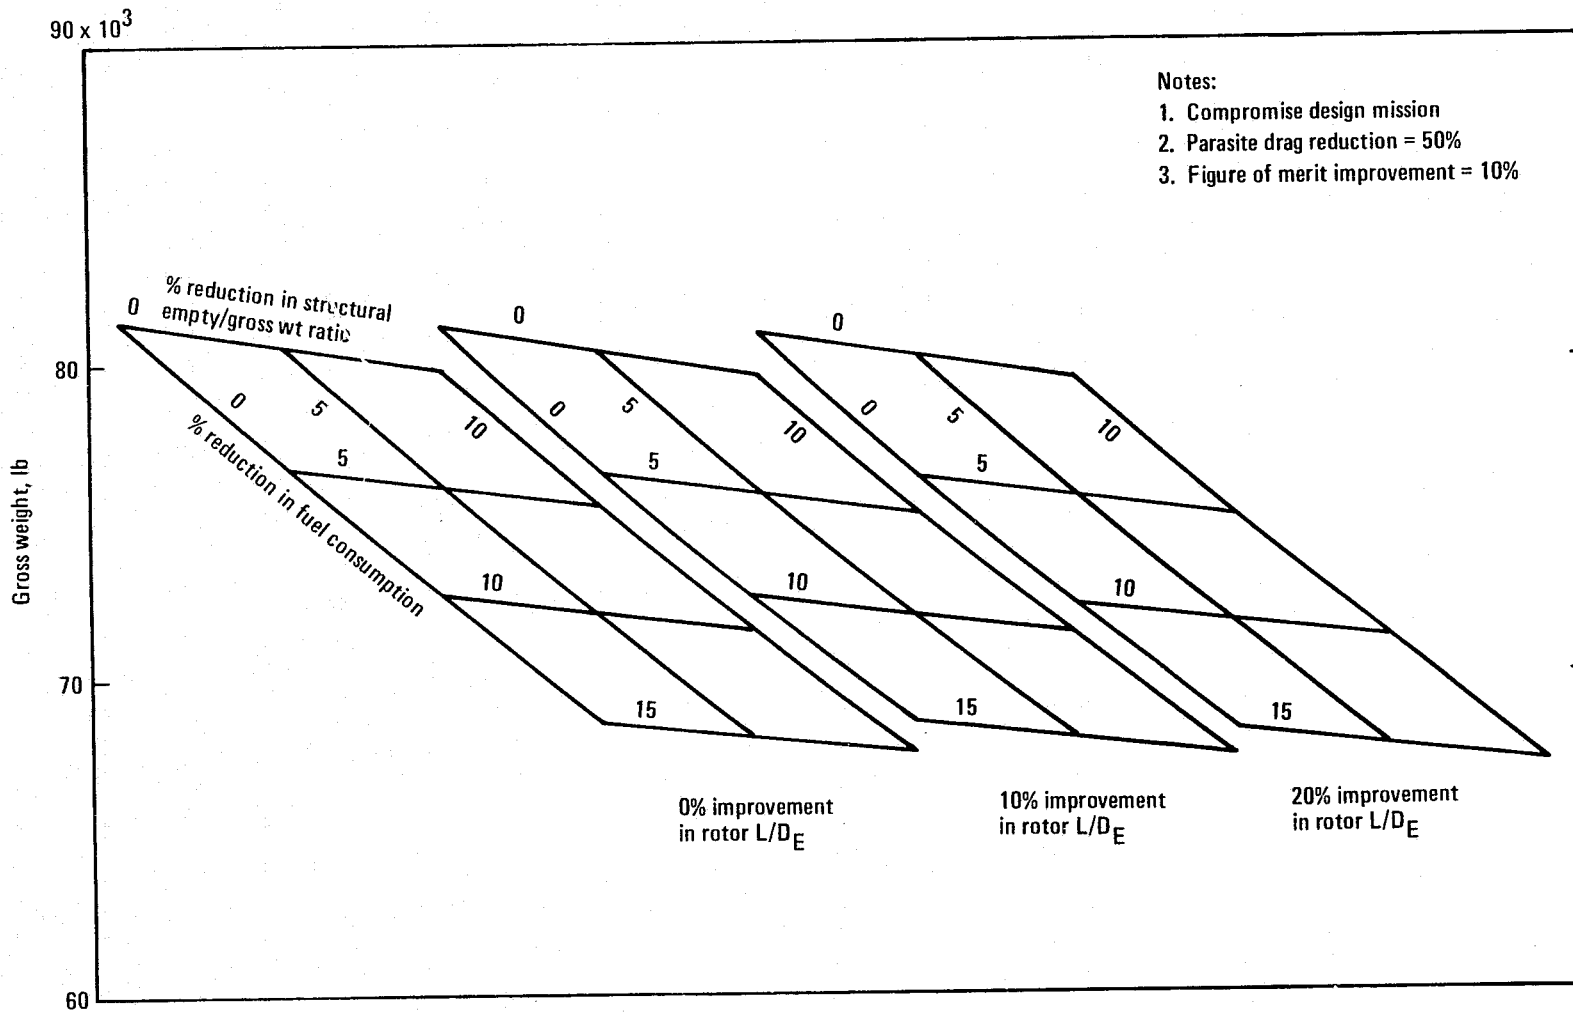 90 x 10³
Notes:
1. Compromise design mission
2. Parasite drag reduction = 50%
3. Figure of merit improvement = 10%
0
% reduction in structural
empty/gross wt ratio
0
0
80
0
5
10
0
5
10
0
5
10
% reduction in fuel consumption
5
5
5
Gross weight, lb
10
10
10
70
15
15
15
0% improvement
in rotor L/D_E
10% improvement
in rotor L/D_E
20% improvement
in rotor L/D_E
60